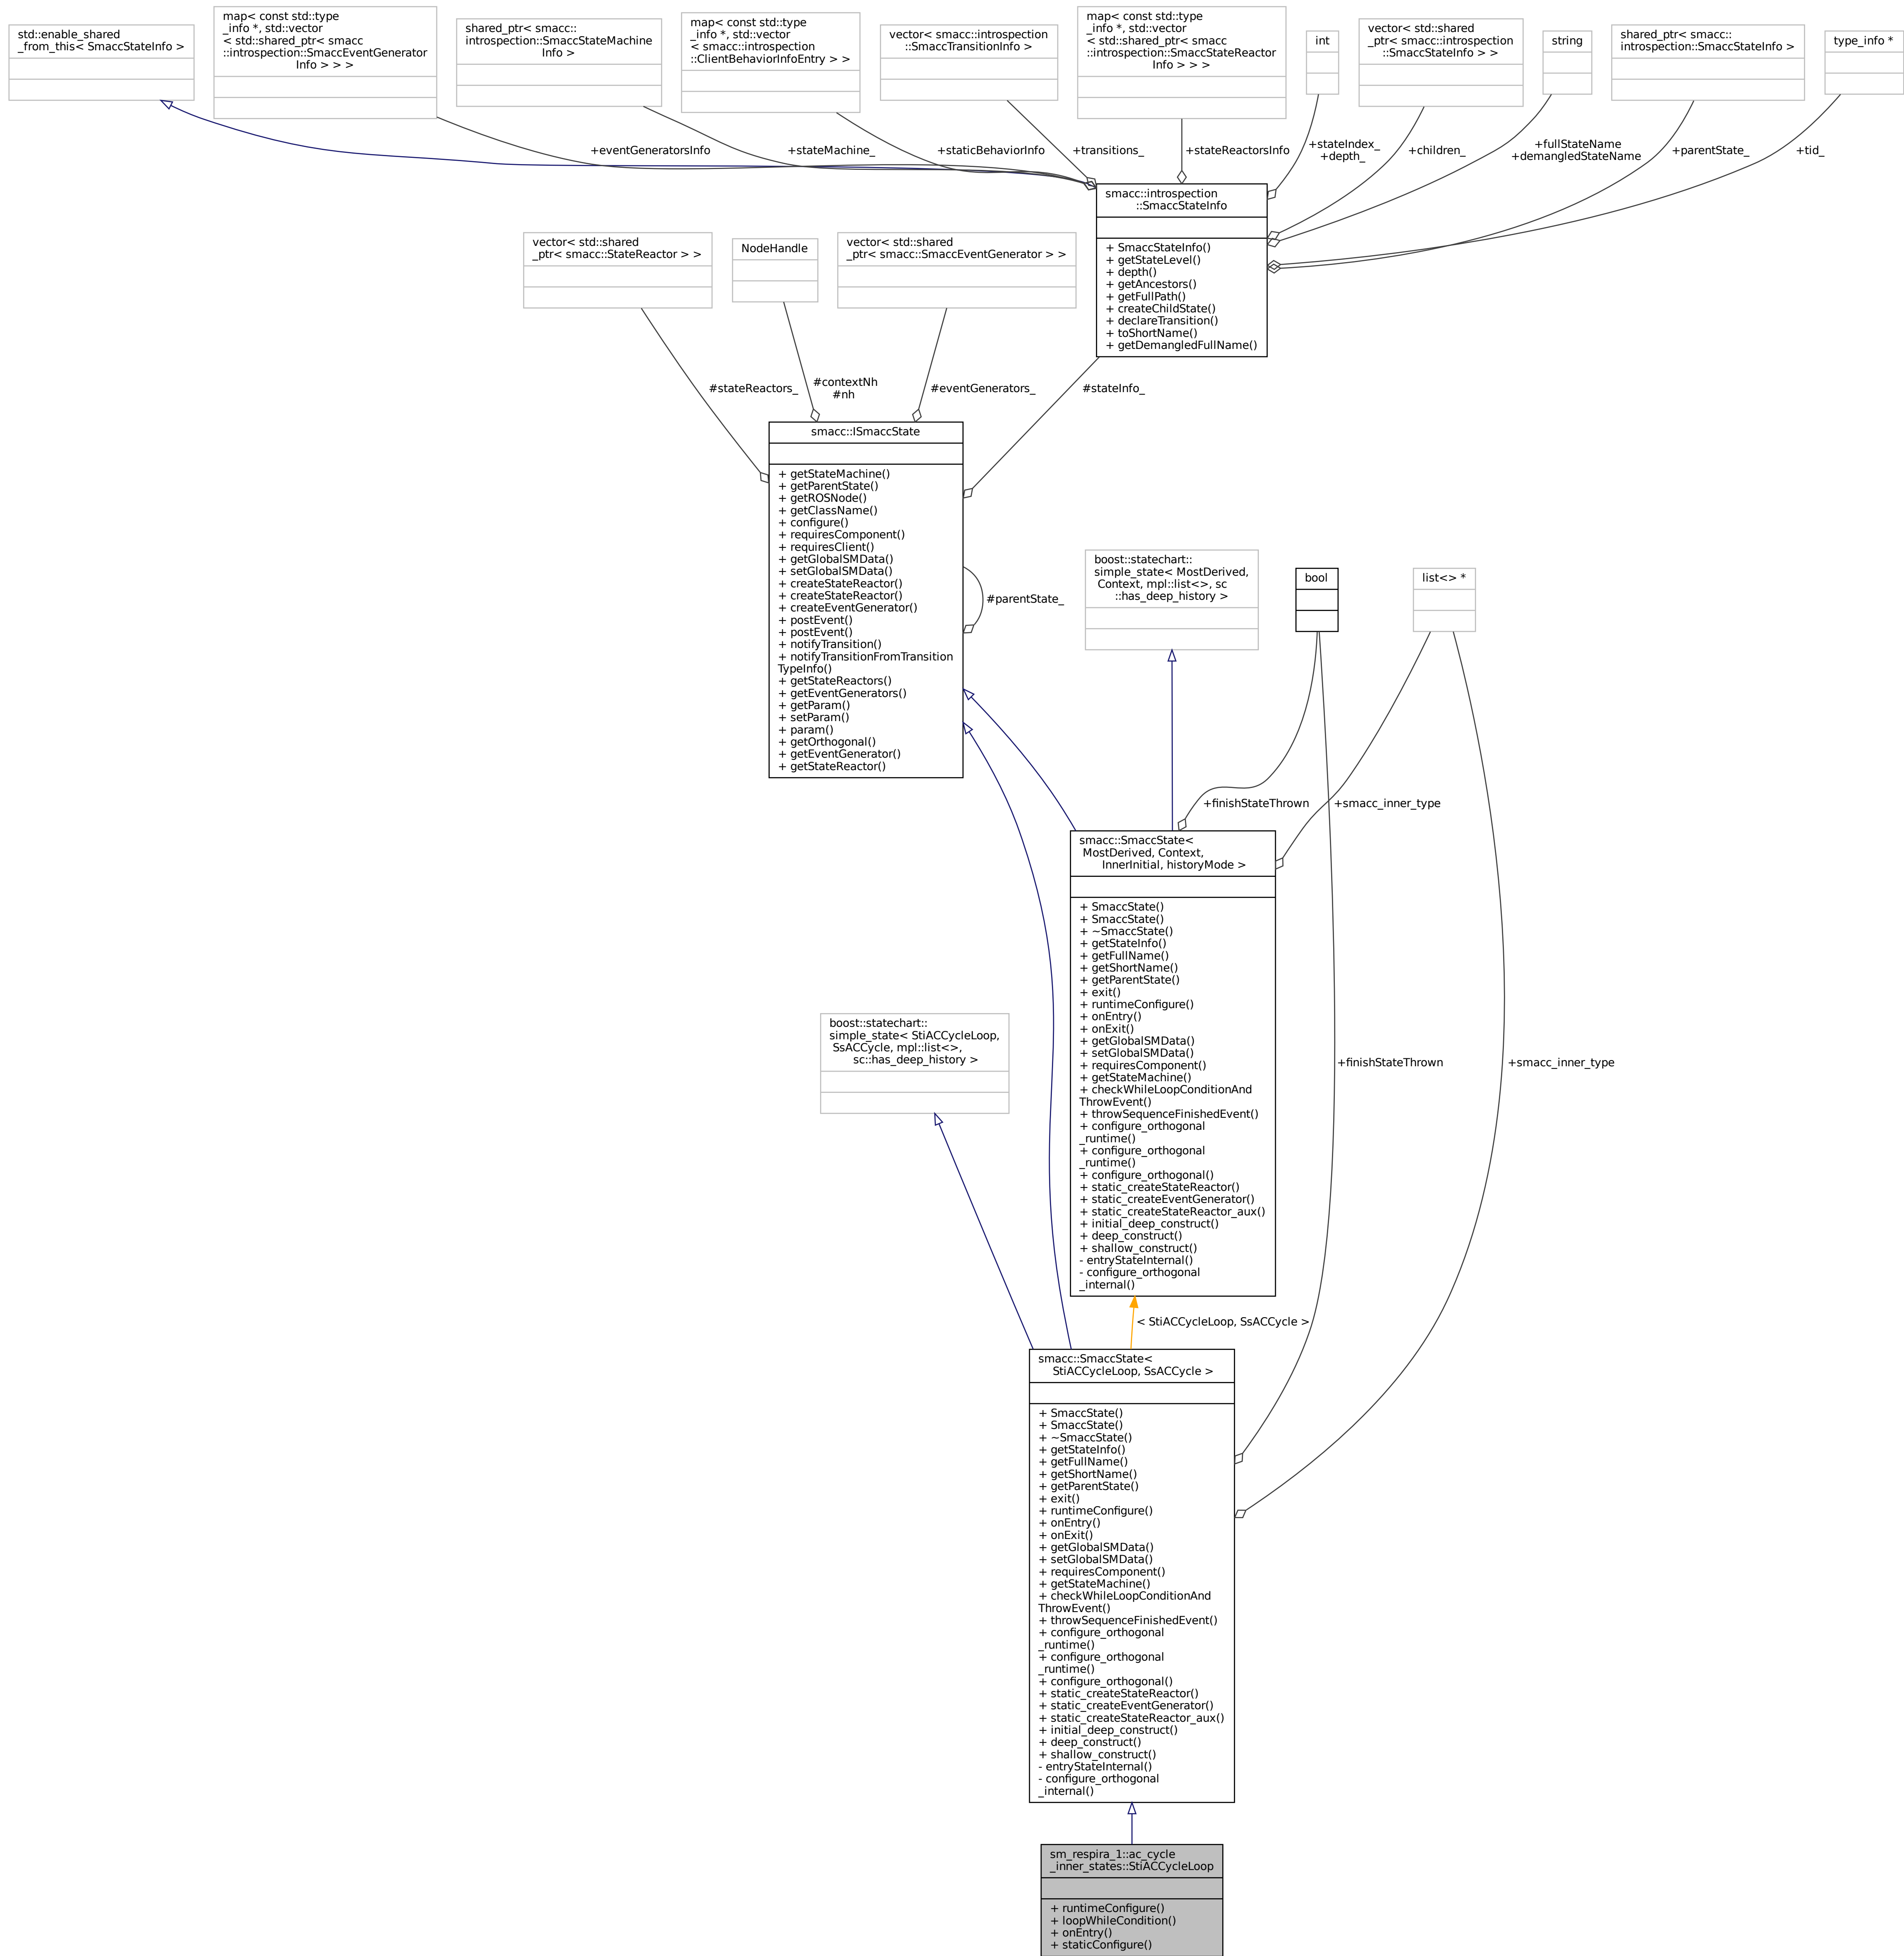 std::enable_shared
_from_this< SmaccStateInfo >
map< const std::type
_info *, std::vector
< std::shared_ptr< smacc
::introspection::SmaccEventGenerator
Info > > >
shared_ptr< smacc::
introspection::SmaccStateMachine
Info >
map< const std::type
_info *, std::vector
< smacc::introspection
::ClientBehaviorInfoEntry > >
vector< smacc::introspection
::SmaccTransitionInfo >
map< const std::type
_info *, std::vector
< std::shared_ptr< smacc
::introspection::SmaccStateReactor
Info > > >
int
vector< std::shared
_ptr< smacc::introspection
::SmaccStateInfo > >
string
shared_ptr< smacc::
introspection::SmaccStateInfo >
type_info *
+eventGeneratorsInfo
+stateMachine_
+staticBehaviorInfo
+transitions_
+stateReactorsInfo
+stateIndex_
+depth_
+children_
+fullStateName
+demangledStateName
+parentState_
+tid_
smacc::introspection
::SmaccStateInfo
+ SmaccStateInfo()
+ getStateLevel()
+ depth()
+ getAncestors()
+ getFullPath()
+ createChildState()
+ declareTransition()
+ toShortName()
+ getDemangledFullName()
vector< std::shared
_ptr< smacc::StateReactor > >
NodeHandle
vector< std::shared
_ptr< smacc::SmaccEventGenerator > >
#stateReactors_
#contextNh
#nh
#eventGenerators_
#stateInfo_
smacc::ISmaccState
+ getStateMachine()
+ getParentState()
+ getROSNode()
+ getClassName()
+ configure()
+ requiresComponent()
+ requiresClient()
+ getGlobalSMData()
+ setGlobalSMData()
+ createStateReactor()
+ createStateReactor()
+ createEventGenerator()
+ postEvent()
+ postEvent()
+ notifyTransition()
+ notifyTransitionFromTransition
TypeInfo()
+ getStateReactors()
+ getEventGenerators()
+ getParam()
+ setParam()
+ param()
+ getOrthogonal()
+ getEventGenerator()
+ getStateReactor()
#parentState_
boost::statechart::
simple_state< MostDerived,
Context, mpl::list<>, sc
::has_deep_history >
bool
list<> *
+finishStateThrown
+smacc_inner_type
smacc::SmaccState<
MostDerived, Context,
InnerInitial, historyMode >
+ SmaccState()
+ SmaccState()
+ ~SmaccState()
+ getStateInfo()
+ getFullName()
+ getShortName()
+ getParentState()
+ exit()
+ runtimeConfigure()
+ onEntry()
+ onExit()
+ getGlobalSMData()
+ setGlobalSMData()
+ requiresComponent()
+ getStateMachine()
+ checkWhileLoopConditionAnd
ThrowEvent()
+ throwSequenceFinishedEvent()
+ configure_orthogonal
_runtime()
+ configure_orthogonal
_runtime()
+ configure_orthogonal()
+ static_createStateReactor()
+ static_createEventGenerator()
+ static_createStateReactor_aux()
+ initial_deep_construct()
+ deep_construct()
+ shallow_construct()
- entryStateInternal()
- configure_orthogonal
_internal()
boost::statechart::
simple_state< StiACCycleLoop,
SsACCycle, mpl::list<>,
sc::has_deep_history >
+finishStateThrown
+smacc_inner_type
< StiACCycleLoop, SsACCycle >
smacc::SmaccState<
StiACCycleLoop, SsACCycle >
+ SmaccState()
+ SmaccState()
+ ~SmaccState()
+ getStateInfo()
+ getFullName()
+ getShortName()
+ getParentState()
+ exit()
+ runtimeConfigure()
+ onEntry()
+ onExit()
+ getGlobalSMData()
+ setGlobalSMData()
+ requiresComponent()
+ getStateMachine()
+ checkWhileLoopConditionAnd
ThrowEvent()
+ throwSequenceFinishedEvent()
+ configure_orthogonal
_runtime()
+ configure_orthogonal
_runtime()
+ configure_orthogonal()
+ static_createStateReactor()
+ static_createEventGenerator()
+ static_createStateReactor_aux()
+ initial_deep_construct()
+ deep_construct()
+ shallow_construct()
- entryStateInternal()
- configure_orthogonal
_internal()
sm_respira_1::ac_cycle
_inner_states::StiACCycleLoop
+ runtimeConfigure()
+ loopWhileCondition()
+ onEntry()
+ staticConfigure()